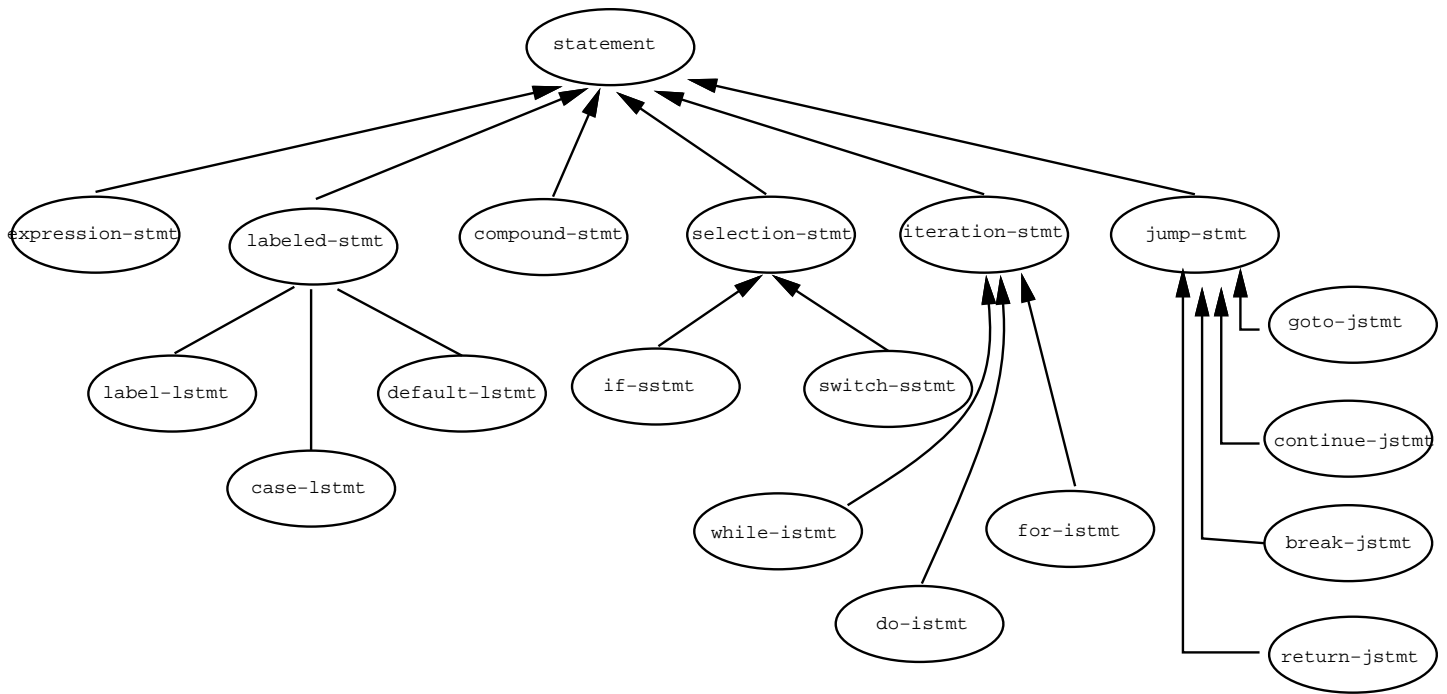 statement
expression-stmt
labeled-stmt
compound-stmt
selection-stmt
iteration-stmt
jump-stmt
label-lstmt
case-lstmt
default-lstmt
if-sstmt
switch-sstmt
while-istmt
do-istmt
for-istmt
goto-jstmt
continue-jstmt
break-jstmt
return-jstmt